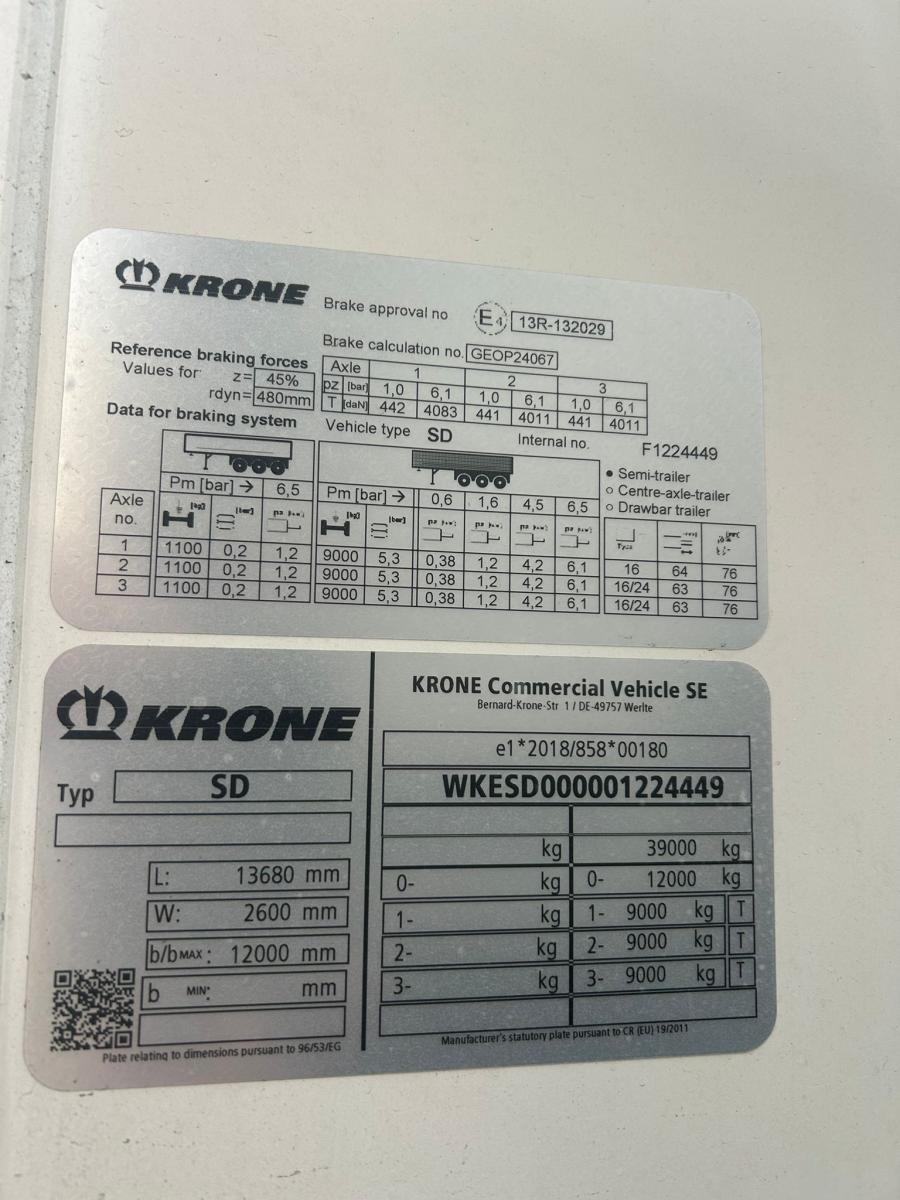 KRONE
Brake approval no E4 13R-132029
Brake calculation no. GEOP24067
Reference braking forces
Values for z= 45%
rdyn= 480mm
Axle 1 2 3
pz [bar] 1,0 6,1 1,0 6,1 1,0 6,1
T [daN] 442 4083 441 4011 441 4011
Data for braking system
Vehicle type SD Internal no. F1224449
Pm [bar] → 6,5
Pm [bar] → 0,6 1,6 4,5 6,5
• Semi-trailer
○ Centre-axle-trailer
○ Drawbar trailer
Axle no.
1 1100 0,2 1,2 9000 5,3 0,38 1,2 4,2 6,1 16 64 76
2 1100 0,2 1,2 9000 5,3 0,38 1,2 4,2 6,1 16/24 63 76
3 1100 0,2 1,2 9000 5,3 0,38 1,2 4,2 6,1 16/24 63 76
KRONE
Typ SD
L: 13680 mm
W: 2600 mm
b/b MAX: 12000 mm
b MIN: mm
Plate relating to dimensions pursuant to 96/53/EG
KRONE Commercial Vehicle SE
Bernard-Krone-Str 1 / DE-49757 Werlte
e1*2018/858*00180
WKESD000001224449
kg 39000 kg
0- kg 0- 12000 kg
1- kg 1- 9000 kg T
2- kg 2- 9000 kg T
3- kg 3- 9000 kg T
Manufacturer's statutory plate pursuant to CR (EU) 19/2011